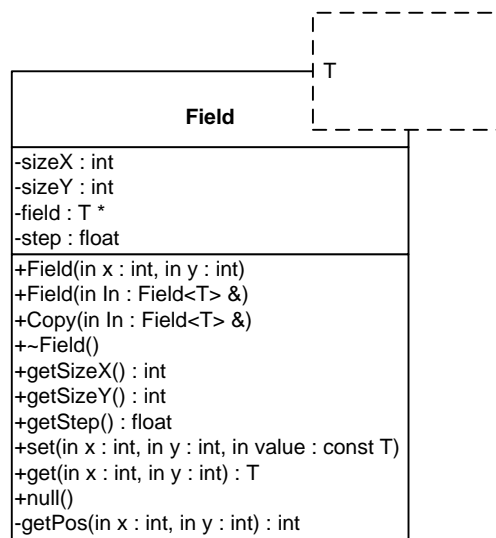 T
Field
-sizeX : int
-sizeY : int
-field : T *
-step : float
+Field(in x : int, in y : int)
+Field(in In : Field<T> &)
+Copy(in In : Field<T> &)
+~Field()
+getSizeX() : int
+getSizeY() : int
+getStep() : float
+set(in x : int, in y : int, in value : const T)
+get(in x : int, in y : int) : T
+null()
-getPos(in x : int, in y : int) : int